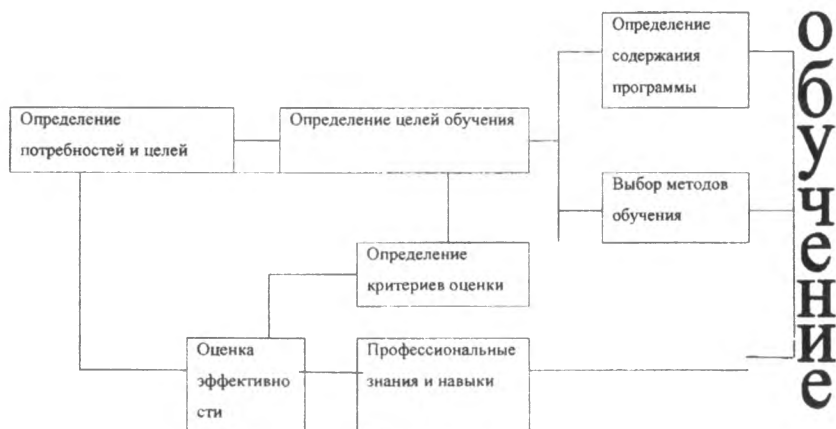 Определение
потребностей и целей
Определение целей обучения
Определение
содержания
программы
Выбор методов
обучения
Определение
критериев оценки
Оценка
эффективно
сти
Профессиональные
знания и навыки
обучение